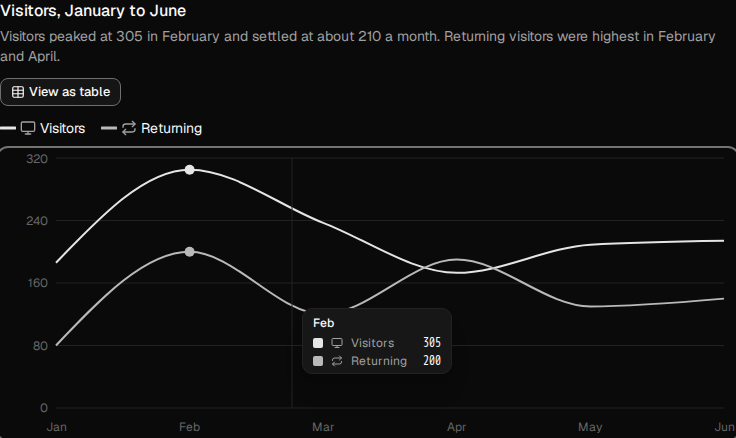 Visitors, January to June
Visitors peaked at 305 in February and settled at about 210 a month. Returning visitors were highest in February
and April.
View as table
Visitors Returning
320
240
160
80
0
Feb
Visitors 305
Returning 200
Jan Feb Mar Apr May Jun